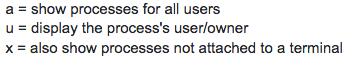 a = show processes for all users
u = display the process's user/owner
x = also show processes not attached to a terminal